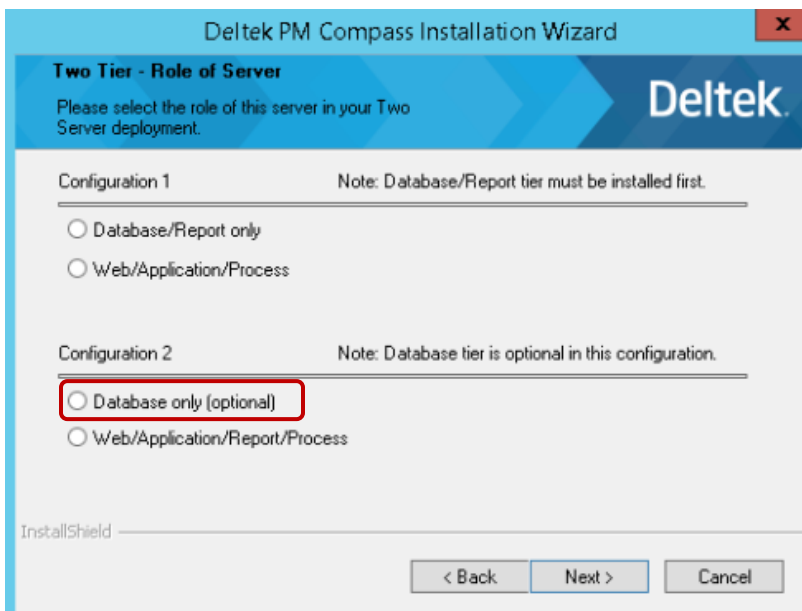 Deltek PM Compass Installation Wizard
x
Two Tier - Role of Server
Please select the role of this server in your Two
Server deployment.
Deltek.
Configuration 1
Note: Database/Report tier must be installed first.
Database/Report only
Web/Application/Process
Configuration 2
Note: Database tier is optional in this configuration.
Database only (optional)
Web/Application/Report/Process
InstallShield
< Back
Next >
Cancel